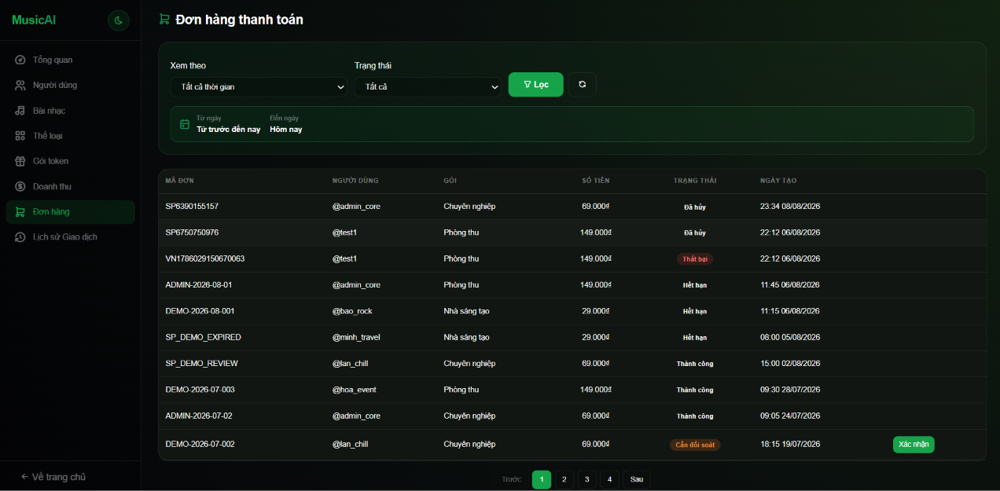 MusicAI
Tổng quan
Người dùng
Bài nhạc
Thể loại
Gói token
Doanh thu
Đơn hàng
Lịch sử Giao dịch
← Về trang chủ
Đơn hàng thanh toán
Xem theo Trạng thái
Tất cả thời gian Tất cả Lọc
Từ ngày Đến ngày
Từ trước đến nay Hôm nay
MÃ ĐƠN NGƯỜI DÙNG GÓI SỐ TIỀN TRẠNG THÁI NGÀY TẠO
SP6390155157 @admin_core Chuyên nghiệp 69.000₫ Đã hủy 23:34 08/08/2026
SP6750750976 @test1 Phòng thu 149.000₫ Đã hủy 22:12 06/08/2026
VN1786029150670063 @test1 Phòng thu 149.000₫ Thất bại 22:12 06/08/2026
ADMIN-2026-08-01 @admin_core Phòng thu 149.000₫ Hết hạn 11:45 06/08/2026
DEMO-2026-08-001 @bao_rock Nhà sáng tạo 29.000₫ Hết hạn 11:15 06/08/2026
SP_DEMO_EXPIRED @minh_travel Nhà sáng tạo 29.000₫ Hết hạn 08:00 05/08/2026
SP_DEMO_REVIEW @lan_chill Chuyên nghiệp 69.000₫ Thành công 15:00 02/08/2026
DEMO-2026-07-003 @hoa_event Phòng thu 149.000₫ Thành công 09:30 28/07/2026
ADMIN-2026-07-02 @admin_core Chuyên nghiệp 69.000₫ Thành công 09:05 24/07/2026
DEMO-2026-07-002 @lan_chill Chuyên nghiệp 69.000₫ Cần đối soát 18:15 19/07/2026 Xác nhận
Trước 1 2 3 4 Sau